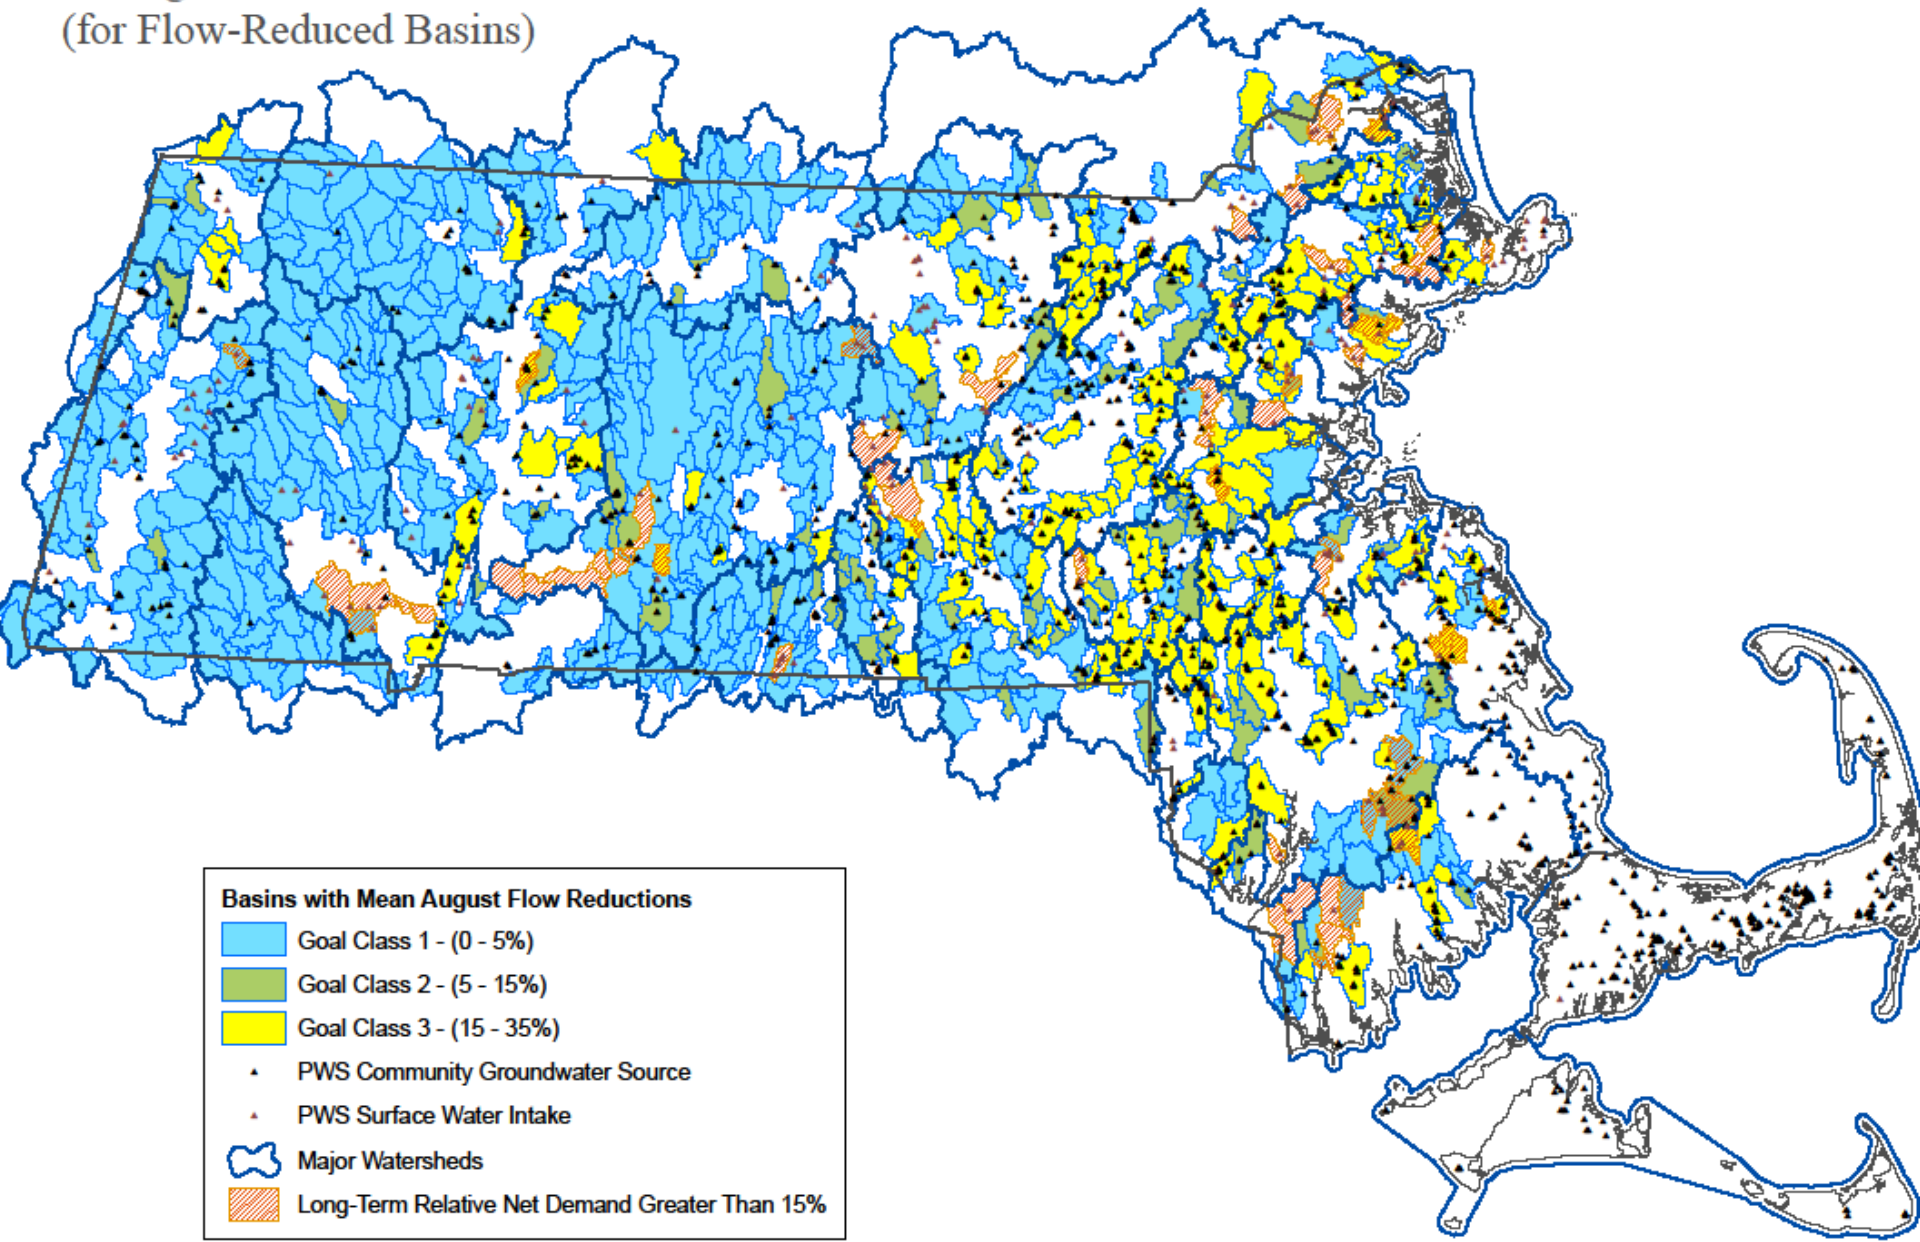 (for Flow-Reduced Basins)
Basins with Mean August Flow Reductions
Goal Class 1 - (0 - 5%)
Goal Class 2 - (5 - 15%)
Goal Class 3 - (15 - 35%)
PWS Community Groundwater Source
PWS Surface Water Intake
Major Watersheds
Long-Term Relative Net Demand Greater Than 15%